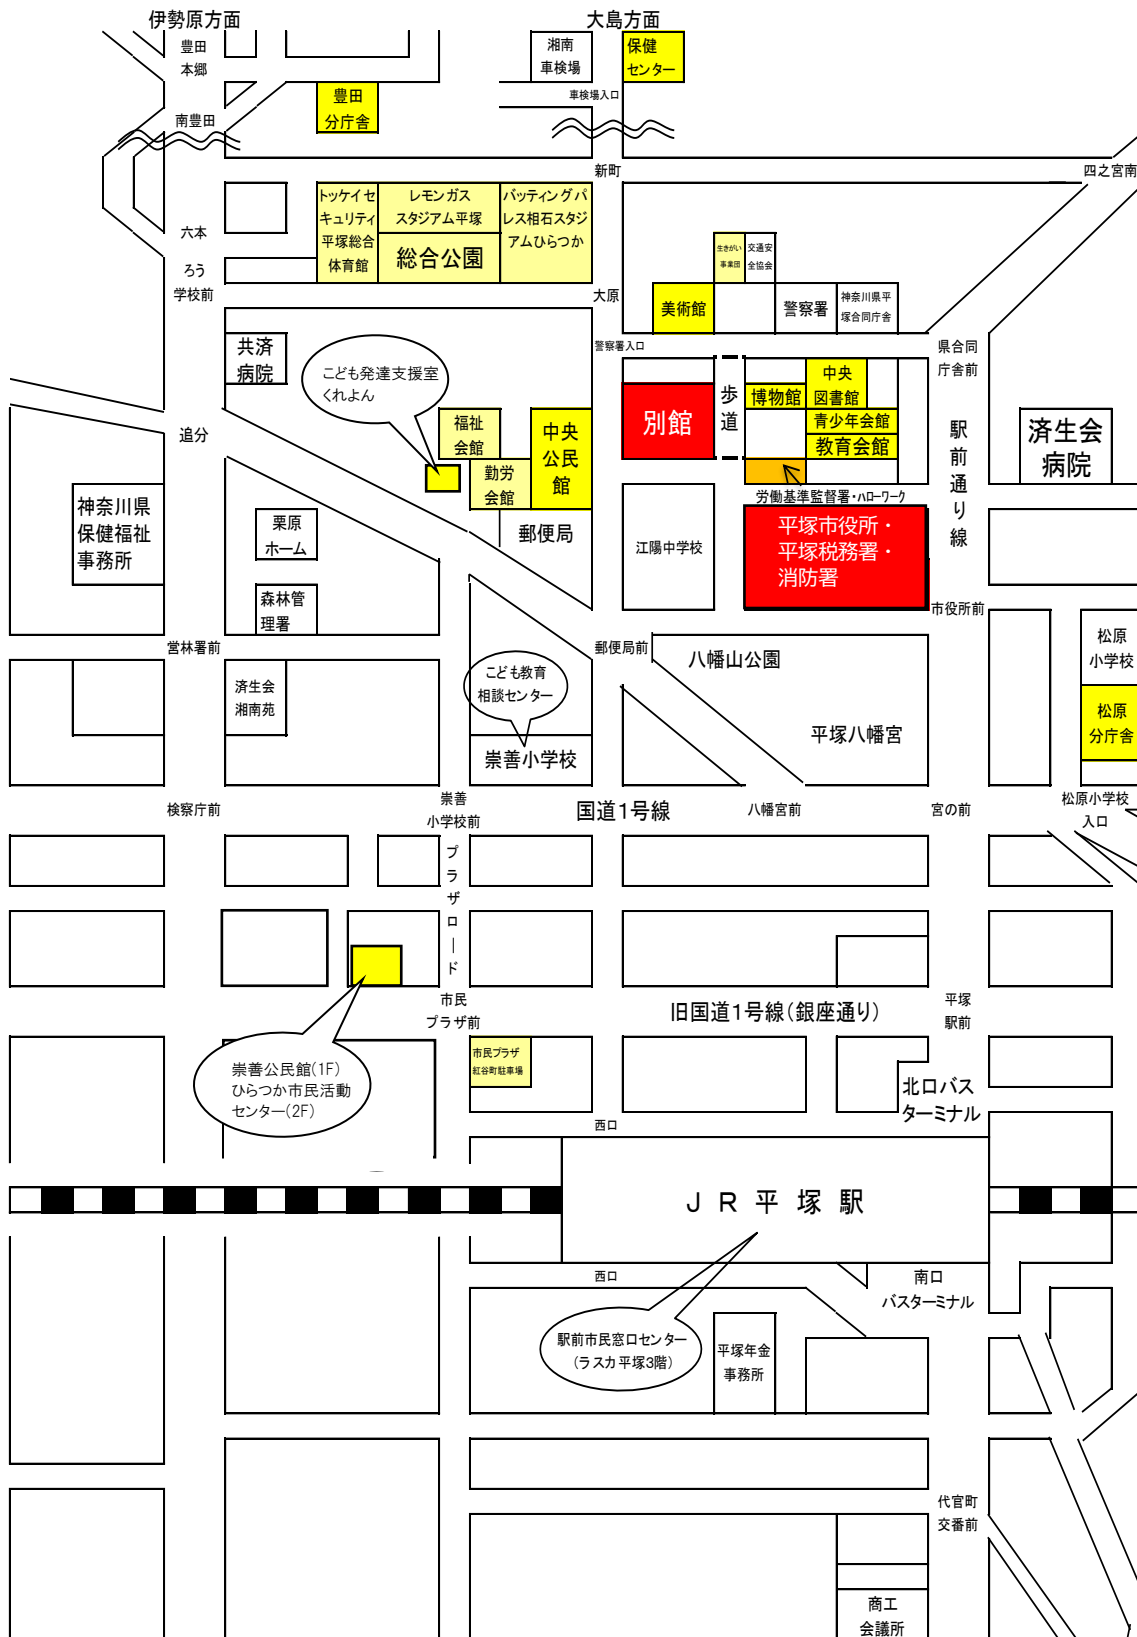 伊勢原方面
大島方面
豊田
本郷
湘南
車検場
保健
センター
豊田
分庁舎
車検場入口
南豊田
新町
四之宮南
トッケイセ
キュリティ
平塚総合
体育館
レモンガス
スタジアム平塚
総合公園
バッティングパ
レス相石スタジ
アムひらつか
六本
ろう
学校前
生きがい
事業団
交通安
全協会
大原
美術館
警察署
神奈川県平
塚合同庁舎
共済
病院
警察署入口
県合同
庁舎前
こども発達支援室
くれよん
福祉
会館
中央
公民
館
勤労
会館
別館
歩
道
博物館
中央
図書館
青少年会館
教育会館
駅
前
通
り
線
済生会
病院
追分
神奈川県
保健福祉
事務所
栗原
ホーム
郵便局
江陽中学校
労働基準監督署・ハローワーク
平塚市役所・
平塚税務署・
消防署
森林管
理署
市役所前
営林署前
郵便局前
八幡山公園
松原
小学校
済生会
湘南苑
こども教育
相談センター
松原
分庁舎
崇善小学校
平塚八幡宮
検察庁前
崇善
小学校前
国道1号線
八幡宮前
宮の前
松原小学校
入口
プ
ラ
ザ
ロ
ー
ド
市民
プラザ前
旧国道1号線(銀座通り)
平塚
駅前
崇善公民館(1F)
ひらつか市民活動
センター(2F)
市民プラザ
紅谷町駐車場
北口バス
ターミナル
西口
ＪＲ平塚駅
西口
南口
バスターミナル
駅前市民窓口センター
(ラスカ平塚3階)
平塚年金
事務所
代官町
交番前
商工
会議所